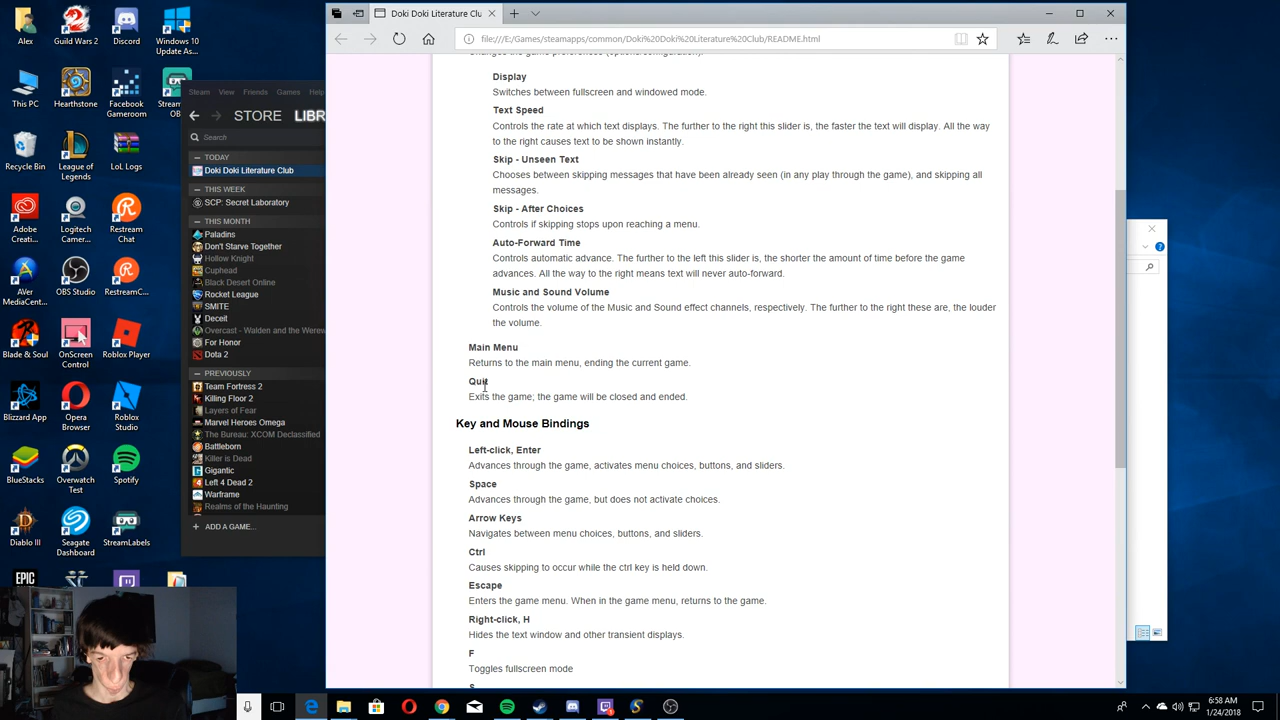 Alex
Guild Wars 2
Discord
Windows 10
Update As...
This PC
Hearthstone
Facebook
Gameroom
Stream
OB
Recycle Bin
League of
Legends
LoL Logs
Adobe
Creati...
Logitech
Camer...
Restream
Chat
AVer
MediaCent...
OBS Studio
RestreamC...
Blade & Soul
OnScreen
Control
Roblox Player
Blizzard App
Opera
Browser
Roblox
Studio
BlueStacks
Overwatch
Test
Spotify
Diablo III
Seagate
Dashboard
StreamLabels
EPIC
Steam View Friends Games Help
STORE LIBR
Search
TODAY
Doki Doki Literature Club
THIS WEEK
SCP: Secret Laboratory
THIS MONTH
Paladins
Don't Starve Together
Hollow Knight
Cuphead
Black Desert Online
Rocket League
SMITE
Deceit
Overcast - Walden and the Werew
For Honor
Dota 2
PREVIOUSLY
Team Fortress 2
Killing Floor 2
Layers of Fear
Marvel Heroes Omega
The Bureau: XCOM Declassified
Battleborn
Killer is Dead
Gigantic
Left 4 Dead 2
Warframe
Realms of the Haunting
ADD A GAME...
Doki Doki Literature Clu
file:///E:/Games/steamapps/common/Doki%20Doki%20Literature%20Club/README.html
Display
Switches between fullscreen and windowed mode.
Text Speed
Controls the rate at which text displays. The further to the right this slider is, the faster the text will display. All the way
to the right causes text to be shown instantly.
Skip - Unseen Text
Chooses between skipping messages that have been already seen (in any play through the game), and skipping all
messages.
Skip - After Choices
Controls if skipping stops upon reaching a menu.
Auto-Forward Time
Controls automatic advance. The further to the left this slider is, the shorter the amount of time before the game
advances. All the way to the right means text will never auto-forward.
Music and Sound Volume
Controls the volume of the Music and Sound effect channels, respectively. The further to the right these are, the louder
the volume.
Main Menu
Returns to the main menu, ending the current game.
Quit
Exits the game; the game will be closed and ended.
Key and Mouse Bindings
Left-click, Enter
Advances through the game, activates menu choices, buttons, and sliders.
Space
Advances through the game, but does not activate choices.
Arrow Keys
Navigates between menu choices, buttons, and sliders.
Ctrl
Causes skipping to occur while the ctrl key is held down.
Escape
Enters the game menu. When in the game menu, returns to the game.
Right-click, H
Hides the text window and other transient displays.
F
Toggles fullscreen mode
S
6:58 AM
1/24/2018